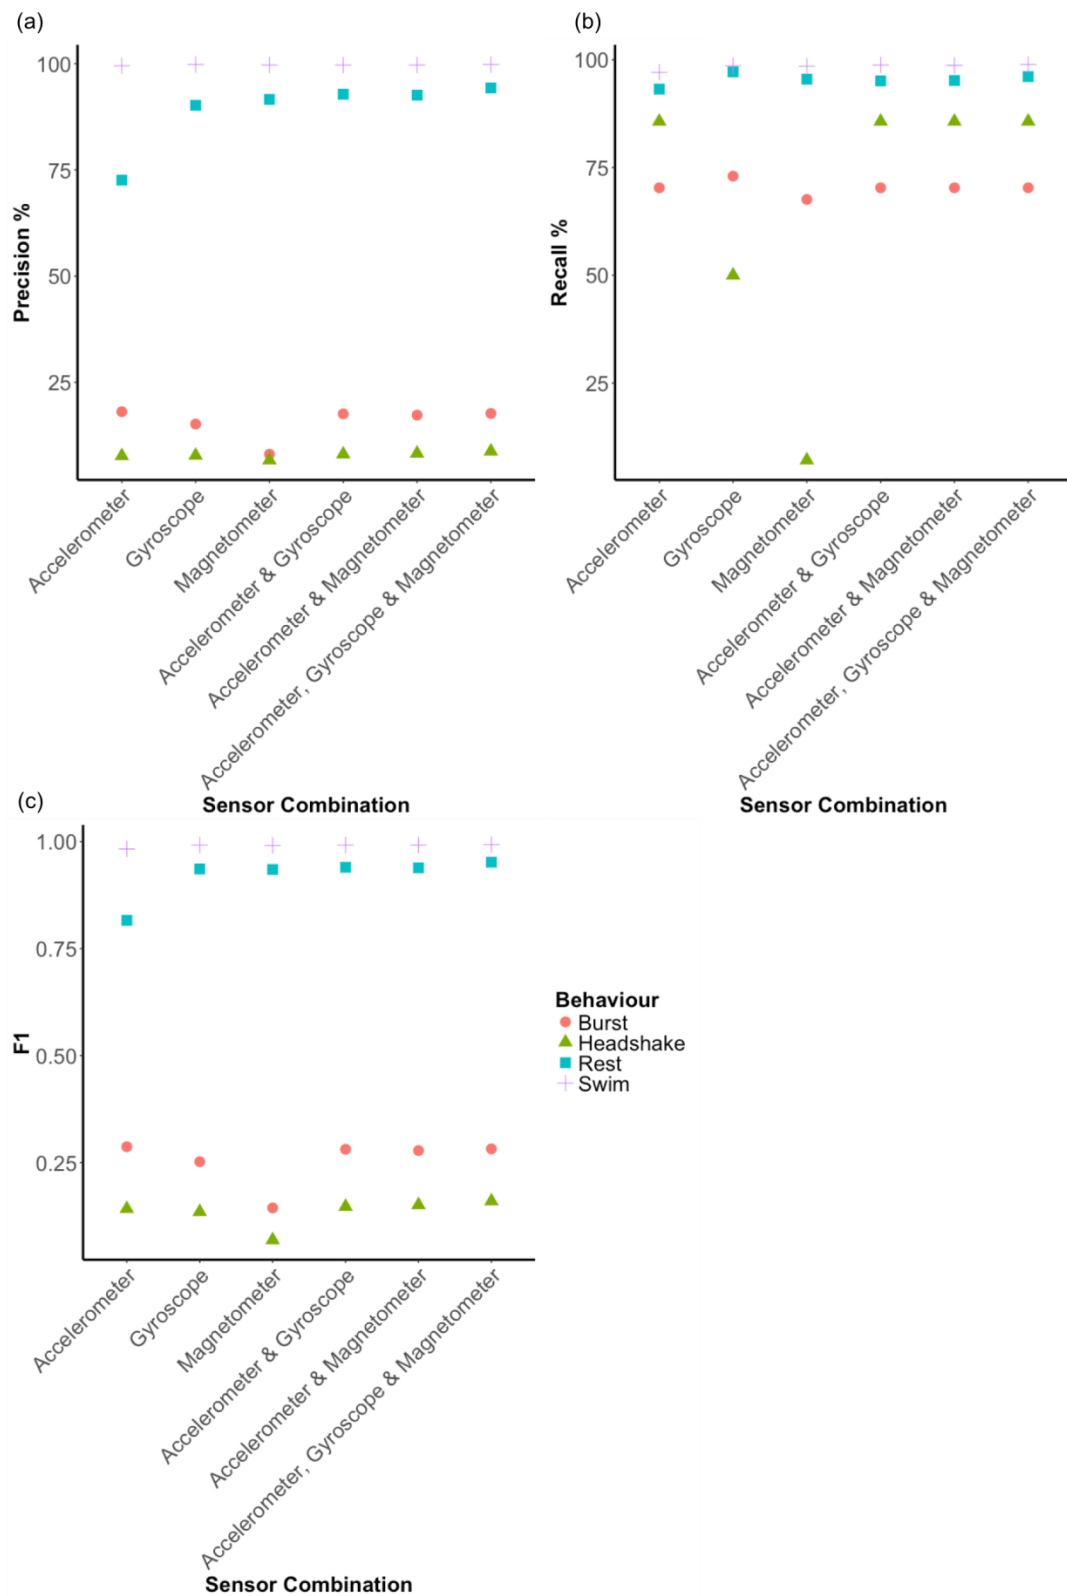 (a)
Precision %
100
75
50
25
Accelerometer
Gyroscope
Magnetometer
Accelerometer & Gyroscope
Accelerometer & Magnetometer
Accelerometer, Gyroscope & Magnetometer
Sensor Combination
(b)
Recall %
100
75
50
25
Accelerometer
Gyroscope
Magnetometer
Accelerometer & Gyroscope
Accelerometer & Magnetometer
Accelerometer, Gyroscope & Magnetometer
Sensor Combination
(c)
F1
1.00
0.75
0.50
0.25
Accelerometer
Gyroscope
Magnetometer
Accelerometer & Gyroscope
Accelerometer & Magnetometer
Accelerometer, Gyroscope & Magnetometer
Sensor Combination
Behaviour
Burst
Headshake
Rest
Swim